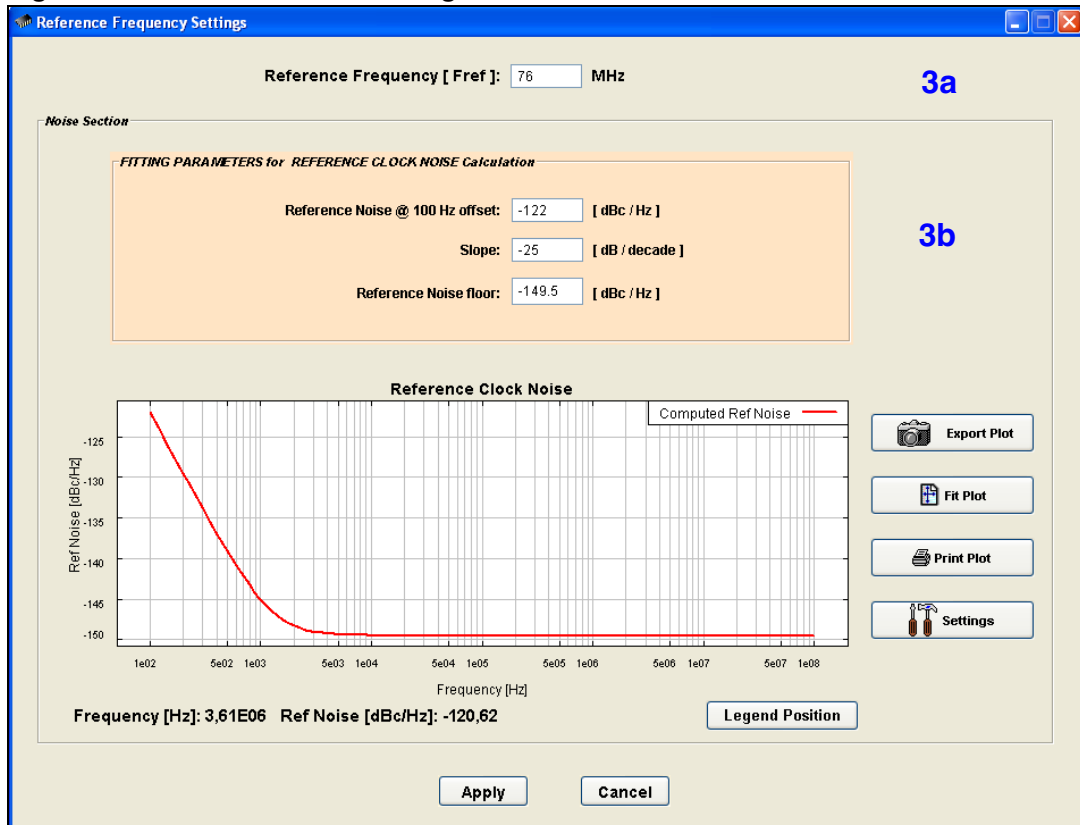 Reference Frequency Settings
Reference Frequency [ Fref ]: 76 MHz
3a
Noise Section
FITTING PARAMETERS for REFERENCE CLOCK NOISE Calculation
Reference Noise @ 100 Hz offset: -122 [ dBc / Hz ]
Slope: -25 [ dB / decade ]
3b
Reference Noise floor: -149.5 [ dBc / Hz ]
Reference Clock Noise
Computed Ref Noise
Ref Noise [dBc/Hz]
-125
-130
-135
-140
-145
-150
1e02 5e02 1e03 5e03 1e04 5e04 1e05 5e05 1e06 5e06 1e07 5e07 1e08
Frequency [Hz]
Export Plot
Fit Plot
Print Plot
Settings
Frequency [Hz]: 3,61E06 Ref Noise [dBc/Hz]: -120,62
Legend Position
Apply Cancel